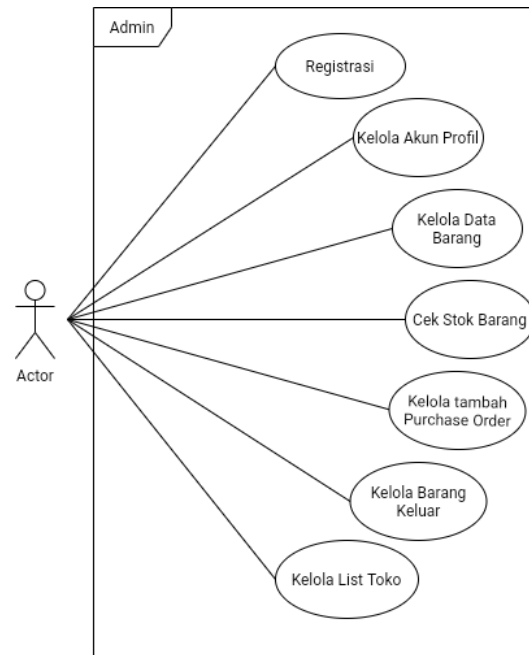 Admin
Registrasi
Kelola Akun Profil
Kelola Data
Barang
Cek Stok Barang
Actor
Kelola tambah
Purchase Order
Kelola Barang
Keluar
Kelola List Toko